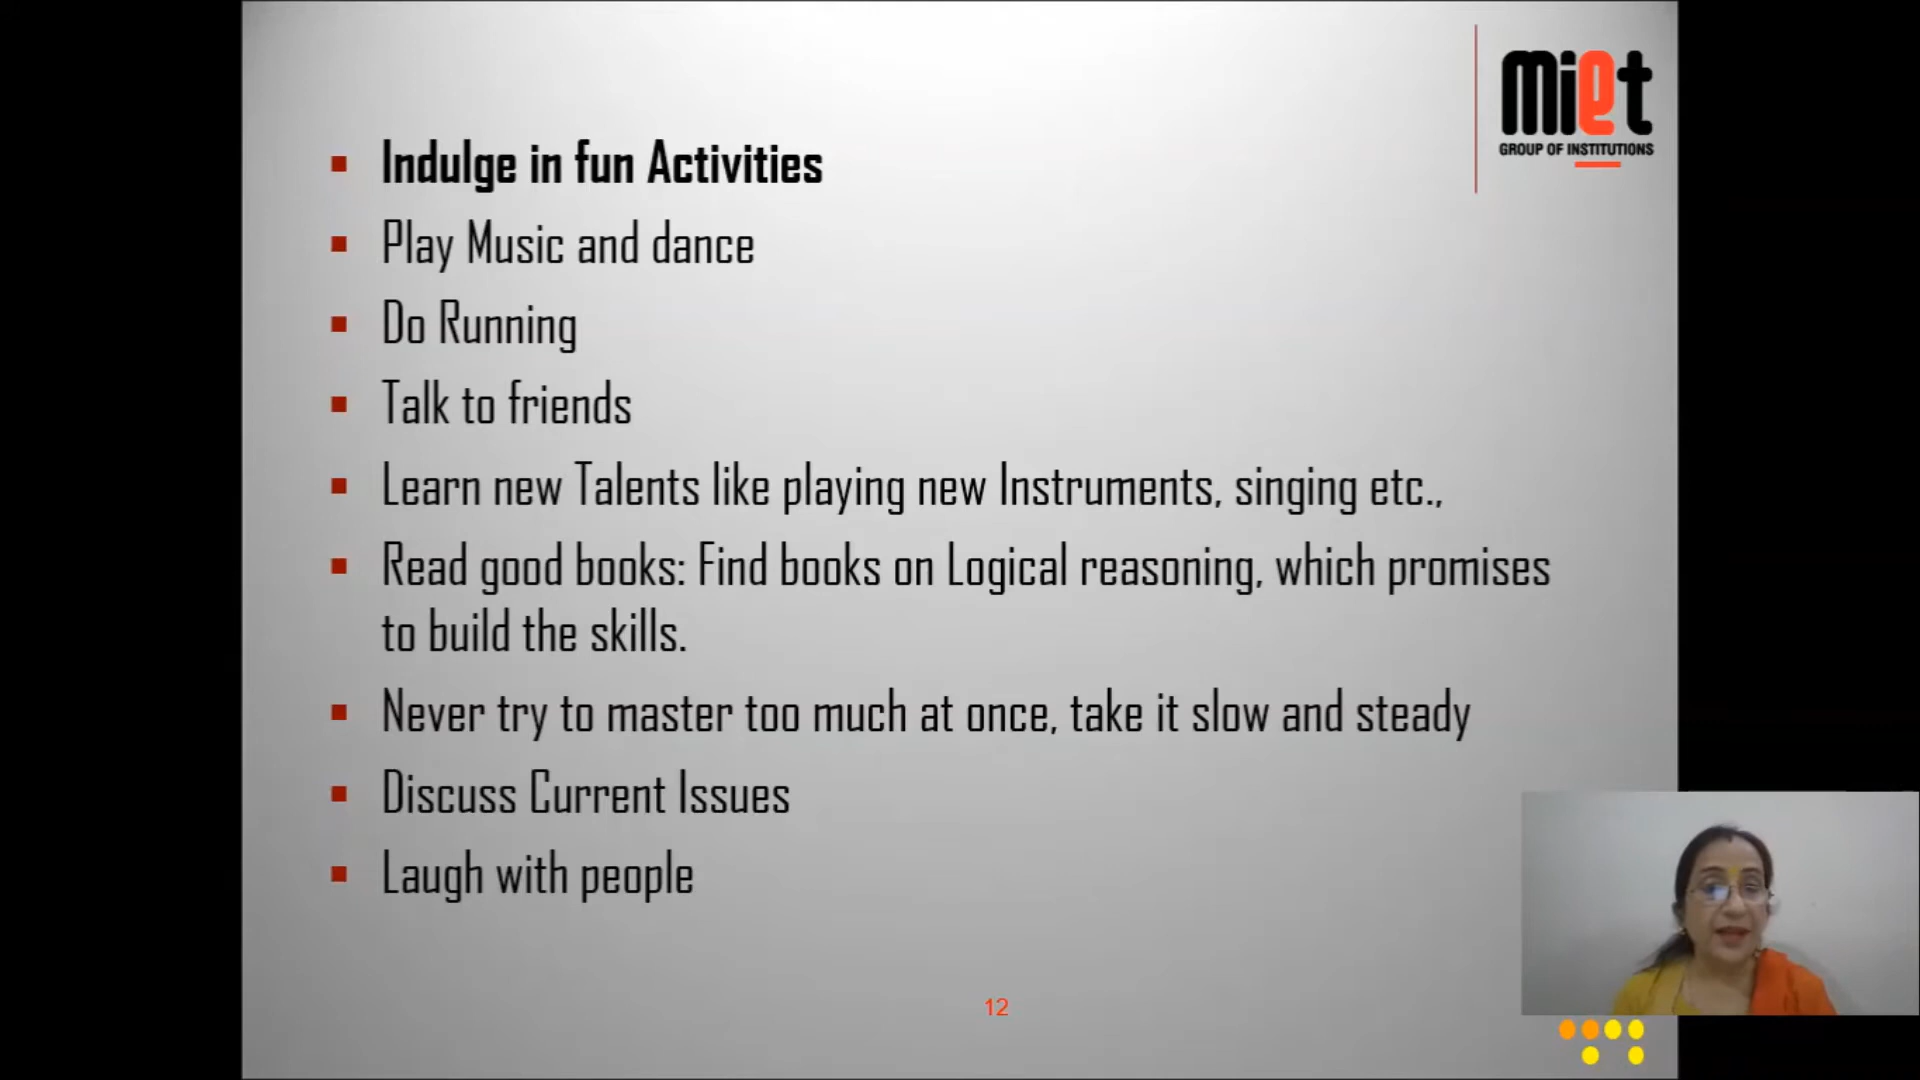 miet
GROUP OF INSTITUTIONS
Indulge in fun Activities
Play Music and dance
Do Running
Talk to friends
Learn new Talents like playing new Instruments, singing etc.,
Read good books: Find books on Logical reasoning, which promises
to build the skills.
Never try to master too much at once, take it slow and steady
Discuss Current Issues
Laugh with people
12